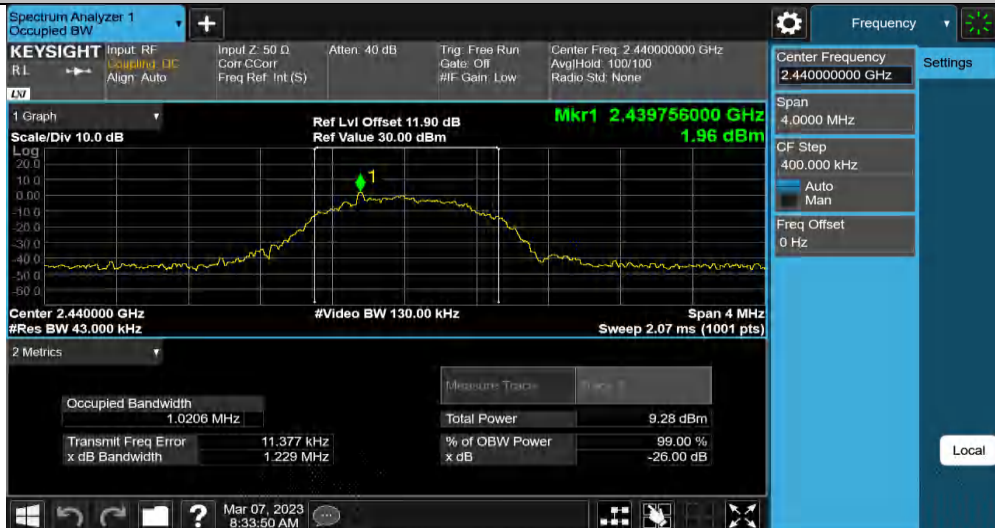 Spectrum Analyzer 1
Occupied BW
Frequency
KEYSIGHT
RL
LXI
Input: RF
Coupling: DC
Align: Auto
Input Z: 50 Ω
Corr CCorr
Freq Ref: Int (S)
Atten: 40 dB
Trig: Free Run
Gate: Off
#IF Gain: Low
Center Freq: 2.440000000 GHz
Avg|Hold: 100/100
Radio Std: None
1 Graph
Scale/Div 10.0 dB
Ref Lvl Offset 11.90 dB
Ref Value 30.00 dBm
Mkr1 2.439756000 GHz
1.96 dBm
Log
20.0
10.0
0.00
-10.0
-20.0
-30.0
-40.0
-50.0
-60.0
1
Center 2.440000 GHz
#Res BW 43.000 kHz
#Video BW 130.00 kHz
Span 4 MHz
Sweep 2.07 ms (1001 pts)
2 Metrics
Measure Trace
Trace 1
Occupied Bandwidth
1.0206 MHz
Total Power
9.28 dBm
Transmit Freq Error
11.377 kHz
% of OBW Power
99.00 %
x dB Bandwidth
1.229 MHz
x dB
-26.00 dB
Center Frequency
2.440000000 GHz
Span
4.0000 MHz
CF Step
400.000 kHz
Auto
Man
Freq Offset
0 Hz
Settings
Local
?
Mar 07, 2023
8:33:50 AM